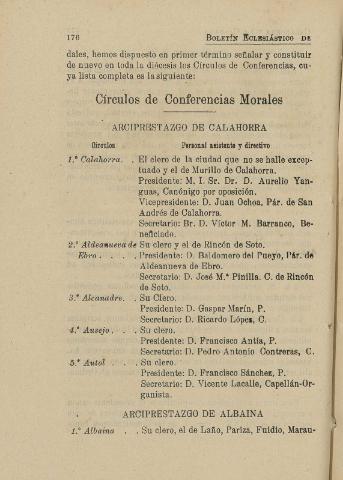 176 BOLETÍN ECLESIÁSTICO DE
dales, hemos dispuesto en primer término señalar y constituir
de nuevo en toda la diócesis los Círculos de Conferencias, cu-
ya lista completa es la siguiente:
Círculos de Conferencias Morales
ARCIPRESTAZGO DE CALAHORRA
Círculos Personal asistente y directivo
1.º Calahorra. . El clero de la ciudad que no se halle excep-
tuado y el de Murillo de Calahorra.
Presidente: M. I. Sr. Dr. D. Aurelio Yan-
guas, Canónigo por oposición.
Vicepresidente: D. Juan Ochoa, Pár. de San
Andrés de Calahorra.
Secretario: Br. D. Víctor M. Barranco, Be-
neficiado.
2.º Aldeanueva de Su clero y el de Rincón de Soto.
Ebro . . . . Presidente: D. Baldomero del Pueyo, Pár. de
Aldeanueva de Ebro.
Secretario: D. José M.ª Pinilla. C. de Rincón
de Soto.
3.º Alcanadre. . Su Clero.
Presidente: D. Gaspar Marín, P.
Secretario: D. Ricardo López, C.
4.º Ausejo. . . . Su clero.
Presidente: D. Francisco Antía, P.
Secretario: D. Pedro Antonio Contreras, C.
5.º Autol . . . . Su clero.
Presidente: D. Francisco Sánchez, P.
Secretario: D. Vicente Lacalle, Capellán-Or-
ganista.
ARCIPRESTAZGO DE ALBAINA
1.º Albaina . . Su clero, el de Laño, Pariza, Fuidio, Marau-